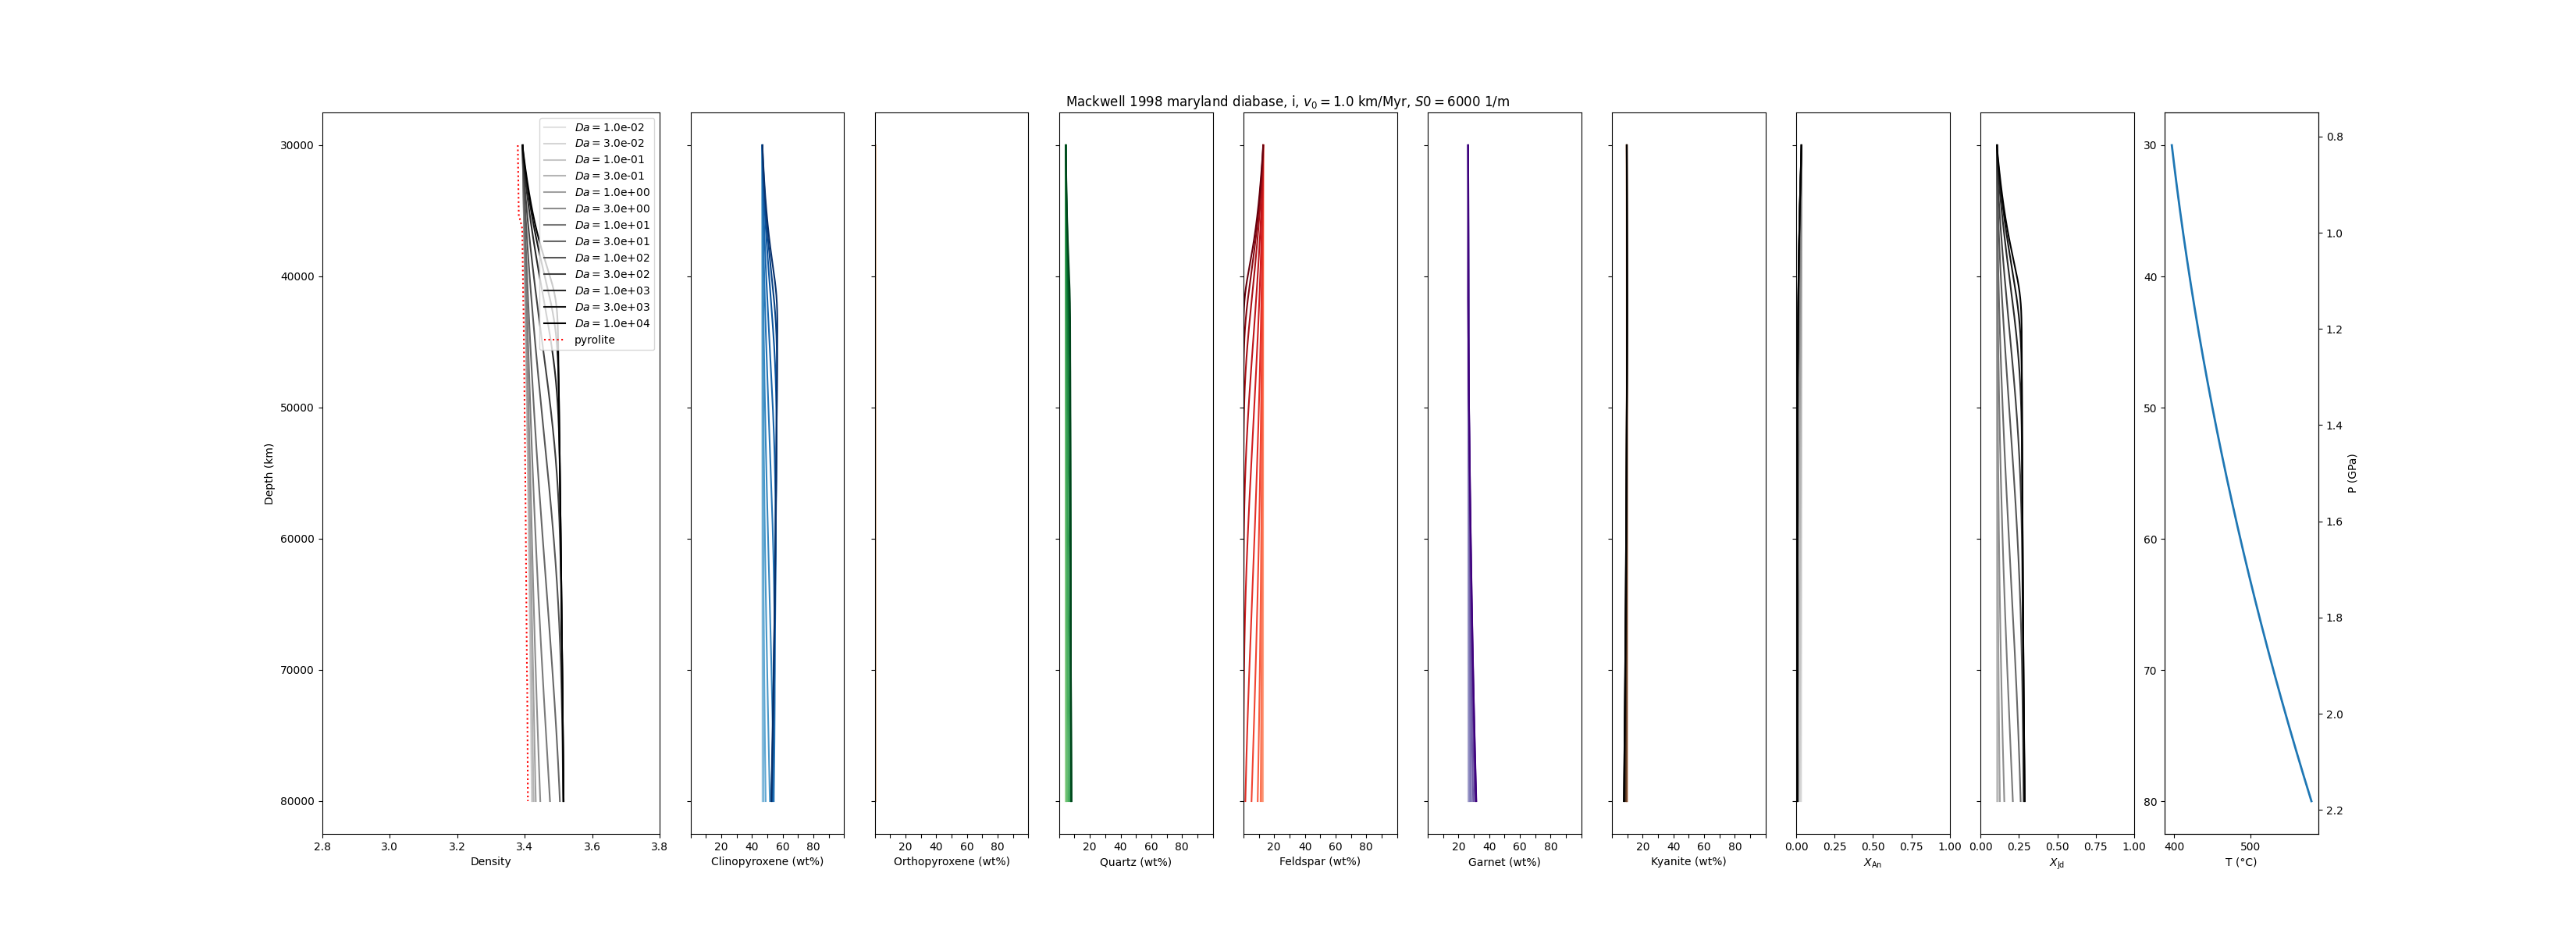 Mackwell 1998 maryland diabase, i, v₀ = 1.0 km/Myr, S0 = 6000 1/m
Da = 1.0e-02
Da = 3.0e-02
Da = 1.0e-01
Da = 3.0e-01
Da = 1.0e+00
Da = 3.0e+00
Da = 1.0e+01
Da = 3.0e+01
Da = 1.0e+02
Da = 3.0e+02
Da = 1.0e+03
Da = 3.0e+03
Da = 1.0e+04
pyrolite
Depth (km)
30000
40000
50000
60000
70000
80000
2.8 3.0 3.2 3.4 3.6 3.8
Density
20 40 60 80
Clinopyroxene (wt%)
20 40 60 80
Orthopyroxene (wt%)
20 40 60 80
Quartz (wt%)
20 40 60 80
Feldspar (wt%)
20 40 60 80
Garnet (wt%)
20 40 60 80
Kyanite (wt%)
0.00 0.25 0.50 0.75 1.00
X_An
0.00 0.25 0.50 0.75 1.00
X_Jd
30
40
50
60
70
80
400 500
T (°C)
0.8
1.0
1.2
1.4
1.6
1.8
2.0
2.2
P (GPa)